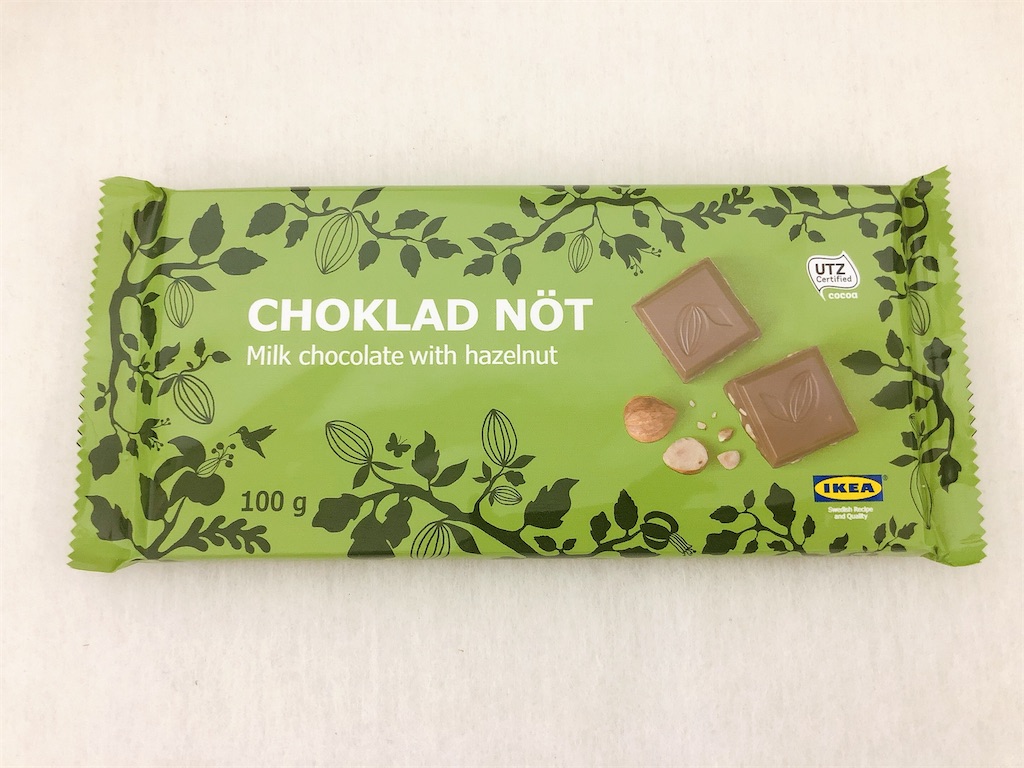 UTZ
Certified
cocoa
CHOKLAD NÖT
Milk chocolate with hazelnut
100 g
IKEA
Swedish Recipe
and Quality